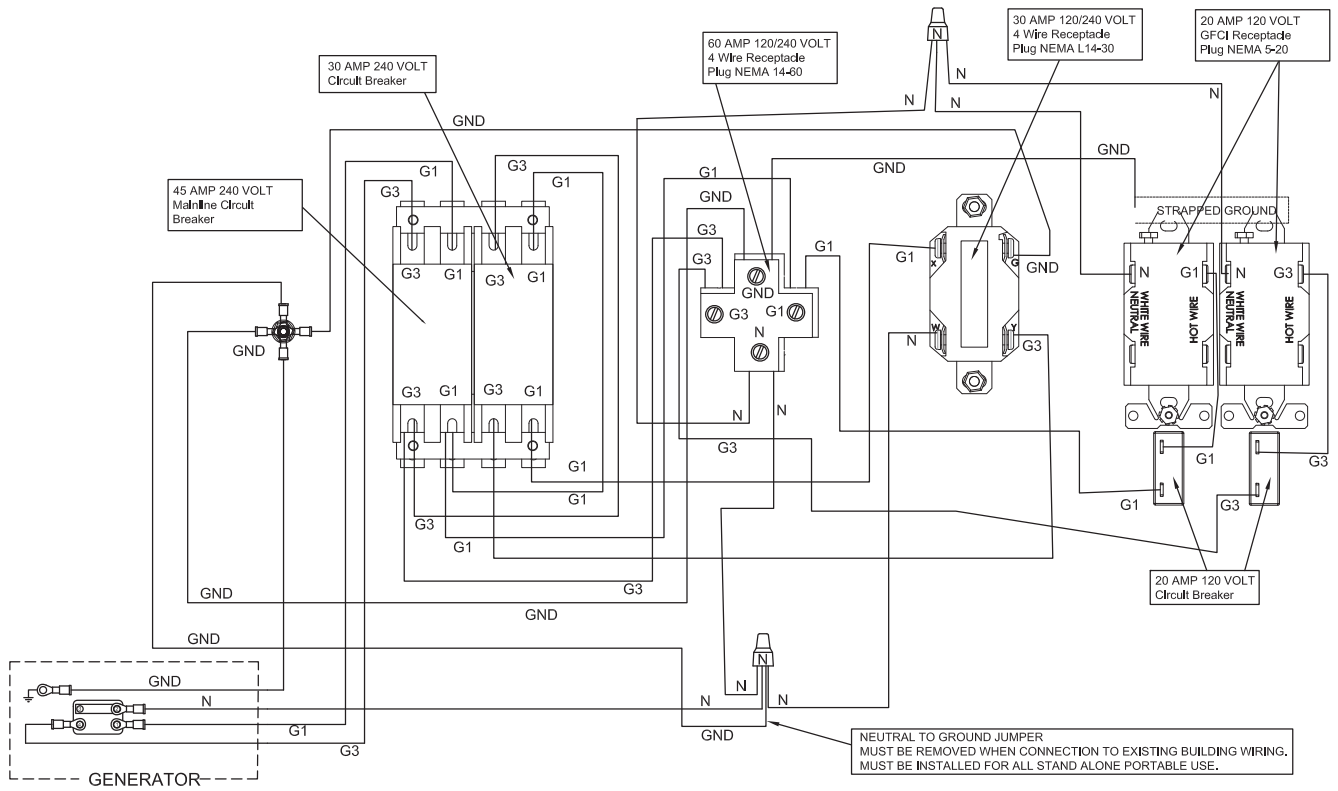 N
30 AMP 120/240 VOLT
4 Wire Receptacle
Plug NEMA L14-30
20 AMP 120 VOLT
GFCI Receptacle
Plug NEMA 5-20
60 AMP 120/240 VOLT
4 Wire Receptacle
Plug NEMA 14-60
30 AMP 240 VOLT
Circuit Breaker
N
N
N
N
GND
GND
GND
GND
G3
G1
G1
G3
G1
45 AMP 240 VOLT
Mainline Circuit
Breaker
GND
STRAPPED GROUND
G3
G3
G1
G1
X
G
GND
G3
G1
G3
G1
N
G1
N
G3
GND
G3
G1
N
WHITE WIRE
NEUTRAL
HOT WIRE
WHITE WIRE
NEUTRAL
HOT WIRE
GND
N
W
Y
G3
G3
G1
G3
G1
N
N
G3
G1
G1
G3
G1
G1
G3
G3
G1
20 AMP 120 VOLT
Circuit Breaker
G3
GND
GND
GND
N
GND
N
N
N
N
G1
GND
G3
NEUTRAL TO GROUND JUMPER
MUST BE REMOVED WHEN CONNECTION TO EXISTING BUILDING WIRING.
MUST BE INSTALLED FOR ALL STAND ALONE PORTABLE USE.
GENERATOR